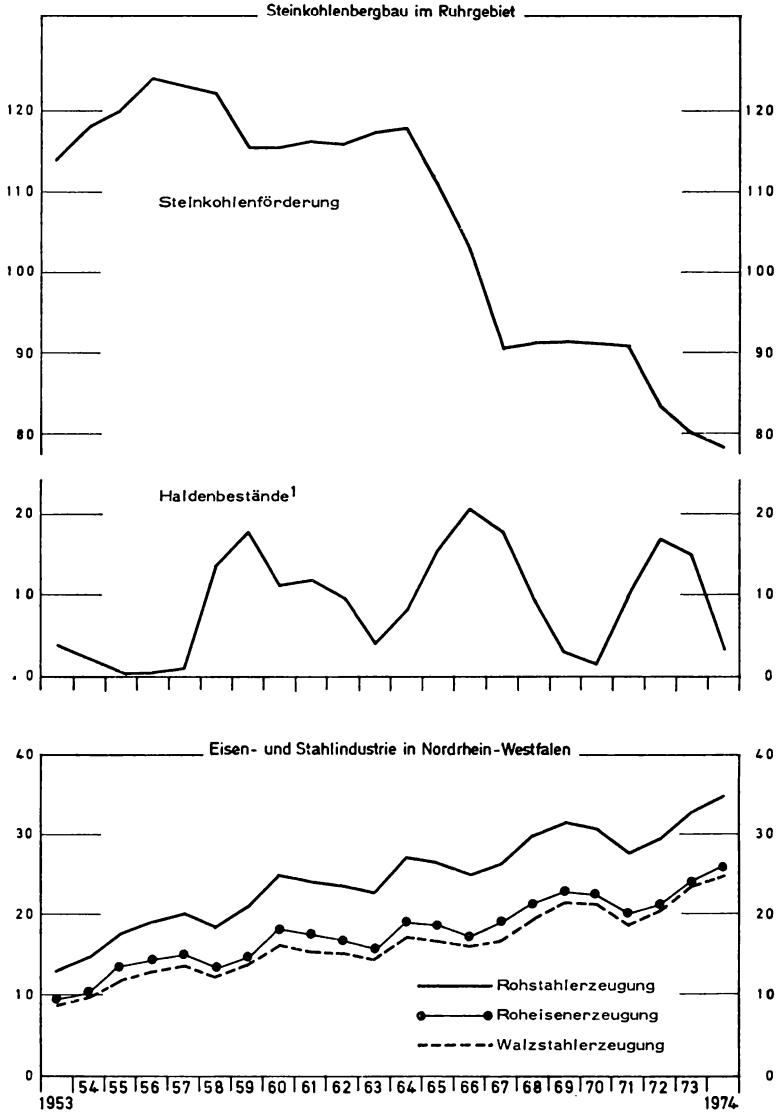 Steinkohlenbergbau im Ruhrgebiet
120 120
110 110
Steinkohlenförderung
100 100
90 90
80 80
Haldenbestände¹
20 20
10 10
0 0
Eisen- und Stahlindustrie in Nordrhein-Westfalen
40 40
30 30
20 20
10 10
Rohstahlerzeugung
Roheisenerzeugung
Walzstahlerzeugung
0 0
54 55 56 57 58 59 60 61 62 63 64 65 66 67 68 69 70 71 72 73
1953 1974